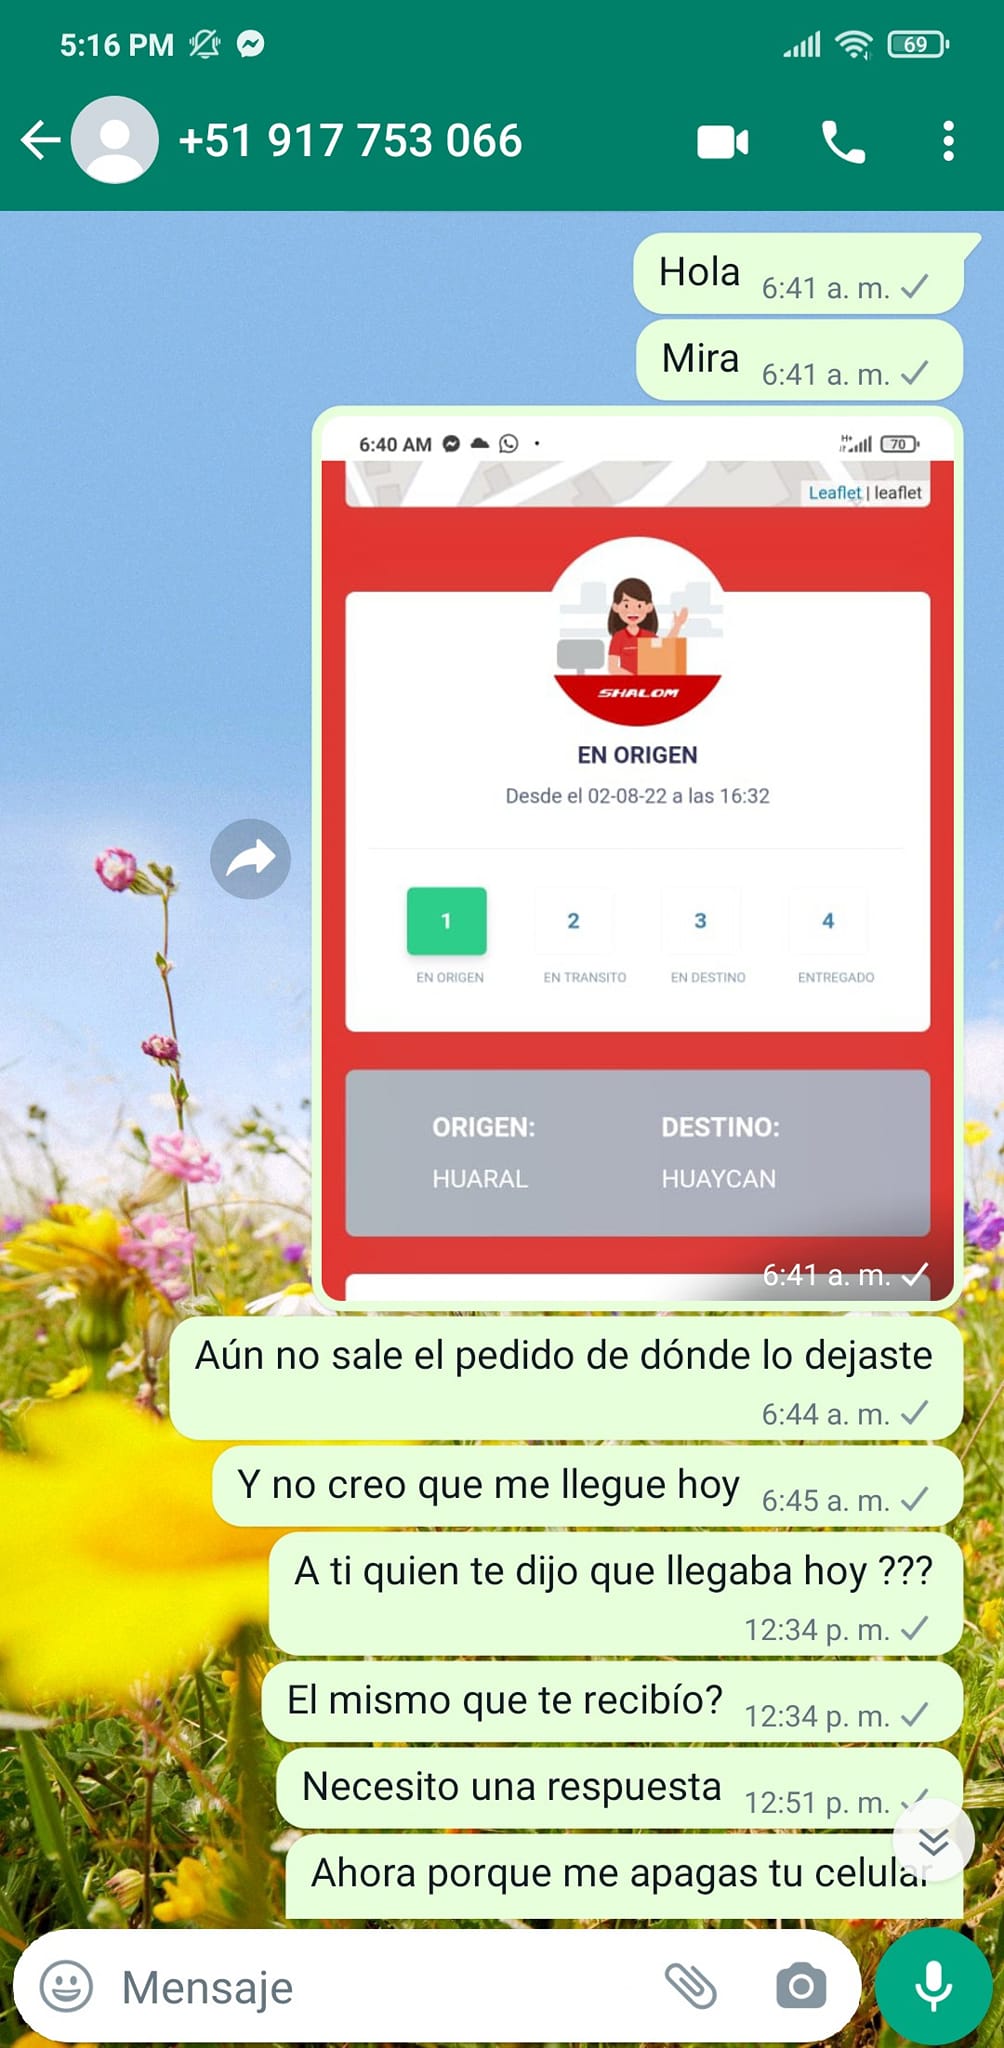 5:16 PM
69
+51 917 753 066
Hola 6:41 a. m.
Mira 6:41 a. m.
6:40 AM
H+
70
Leaflet | leaflet
SHALOM
EN ORIGEN
Desde el 02-08-22 a las 16:32
1 2 3 4
EN ORIGEN EN TRANSITO EN DESTINO ENTREGADO
ORIGEN: DESTINO:
HUARAL HUAYCAN
6:41 a. m.
Aún no sale el pedido de dónde lo dejaste
6:44 a. m.
Y no creo que me llegue hoy 6:45 a. m.
A ti quien te dijo que llegaba hoy ???
12:34 p. m.
El mismo que te recibío? 12:34 p. m.
Necesito una respuesta 12:51 p. m.
Ahora porque me apagas tu celular
Mensaje